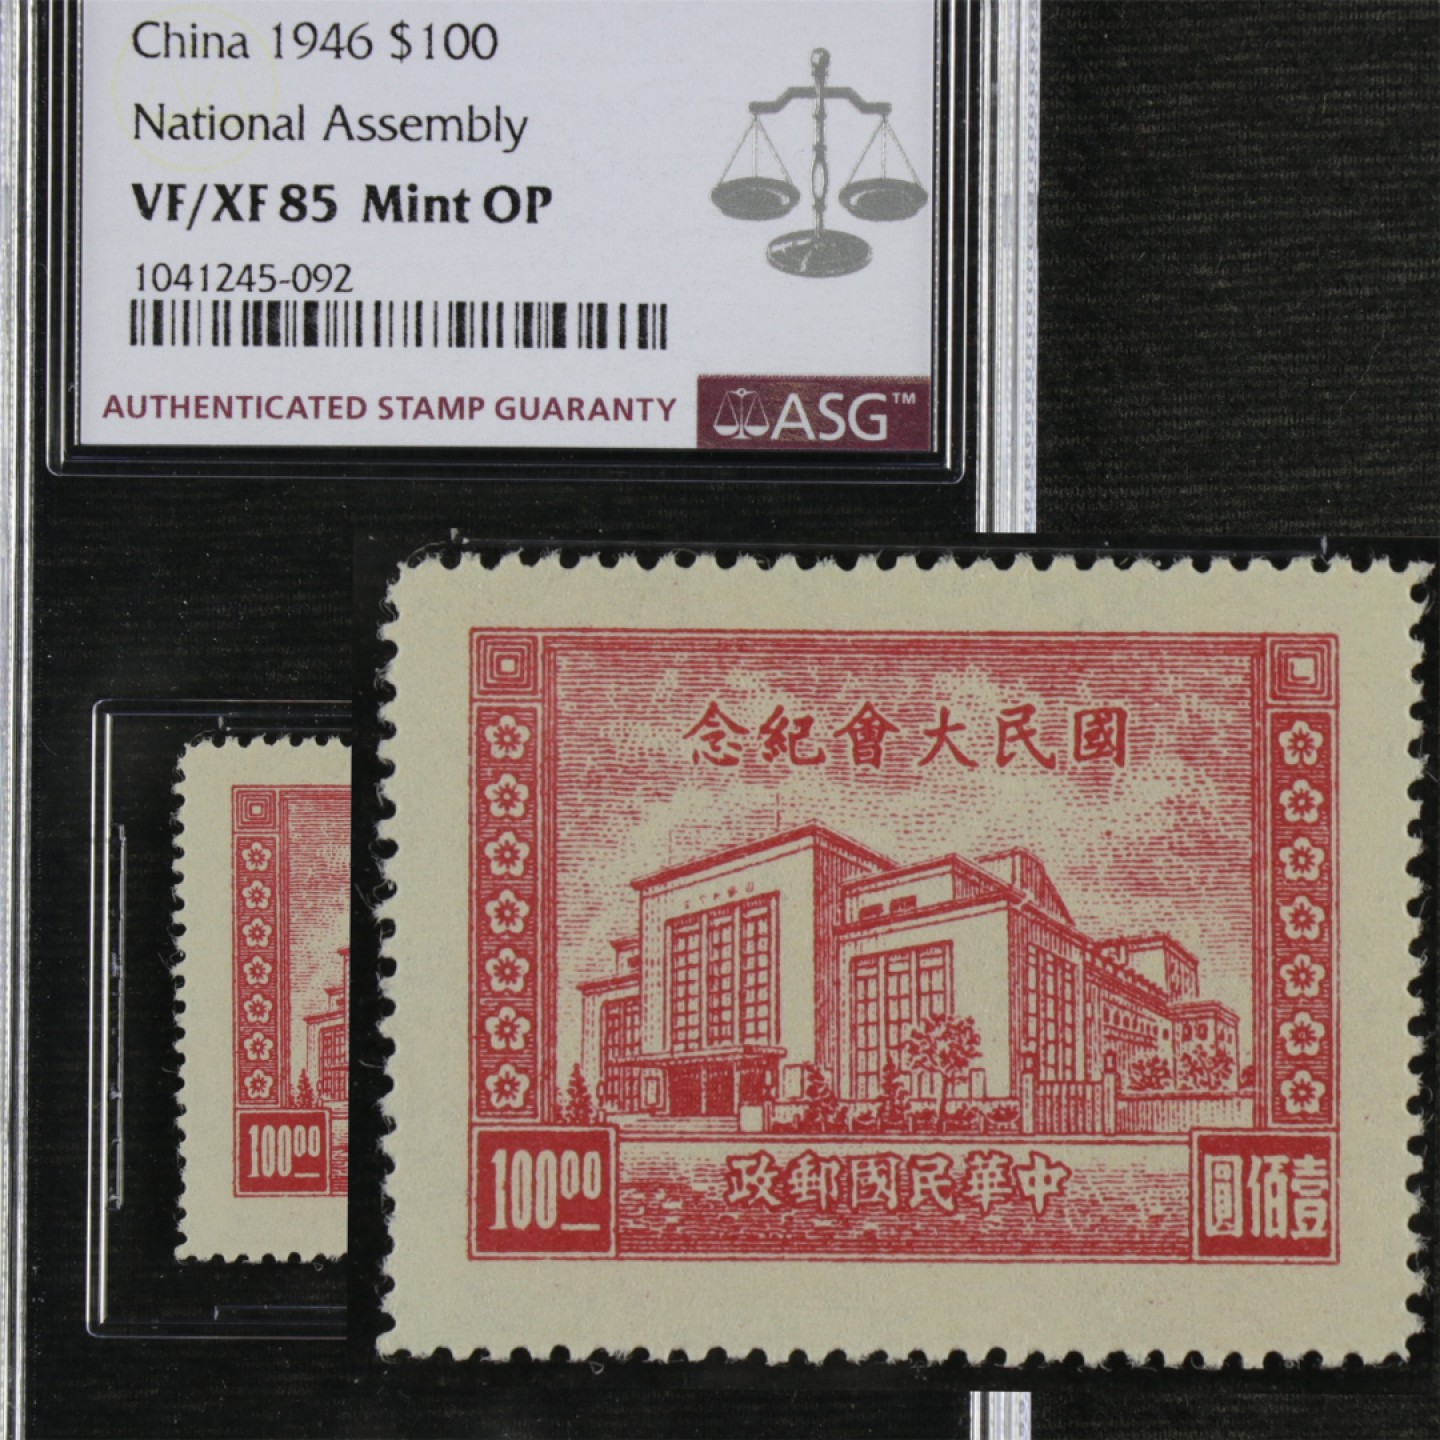 China 1946 $100
National Assembly
VF/XF 85 Mint OP
1041245-092
AUTHENTICATED STAMP GUARANTY
ASG™
念紀會大民國
100.00
政郵國民華中
圓佰壹
100.00